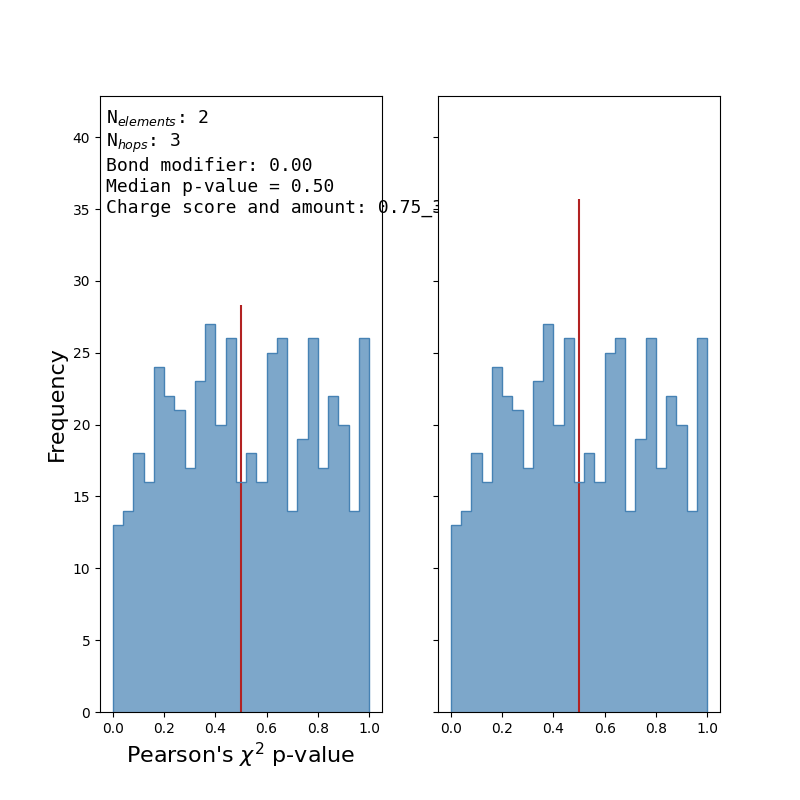 N_elements: 2
N_hops: 3
Bond modifier: 0.00
Median p-value = 0.50
Charge score and amount: 0.75_3
40
35
30
25
20
15
10
5
0
Frequency
0.0 0.2 0.4 0.6 0.8 1.0
0.0 0.2 0.4 0.6 0.8 1.0
Pearson's χ² p-value